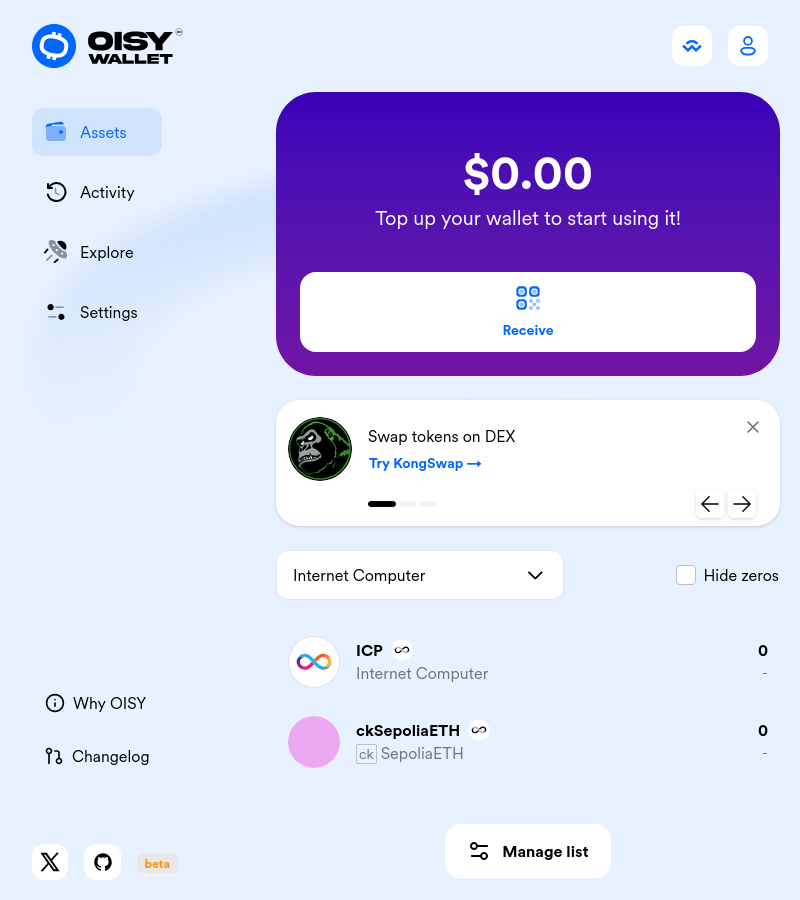 OISY
WALLET
Assets
Activity
Explore
Settings
Why OISY
Changelog
beta
$0.00
Top up your wallet to start using it!
Receive
Swap tokens on DEX
Try KongSwap →
Internet Computer
Hide zeros
ICP
0
Internet Computer
-
ckSepoliaETH
0
ck SepoliaETH
-
Manage list